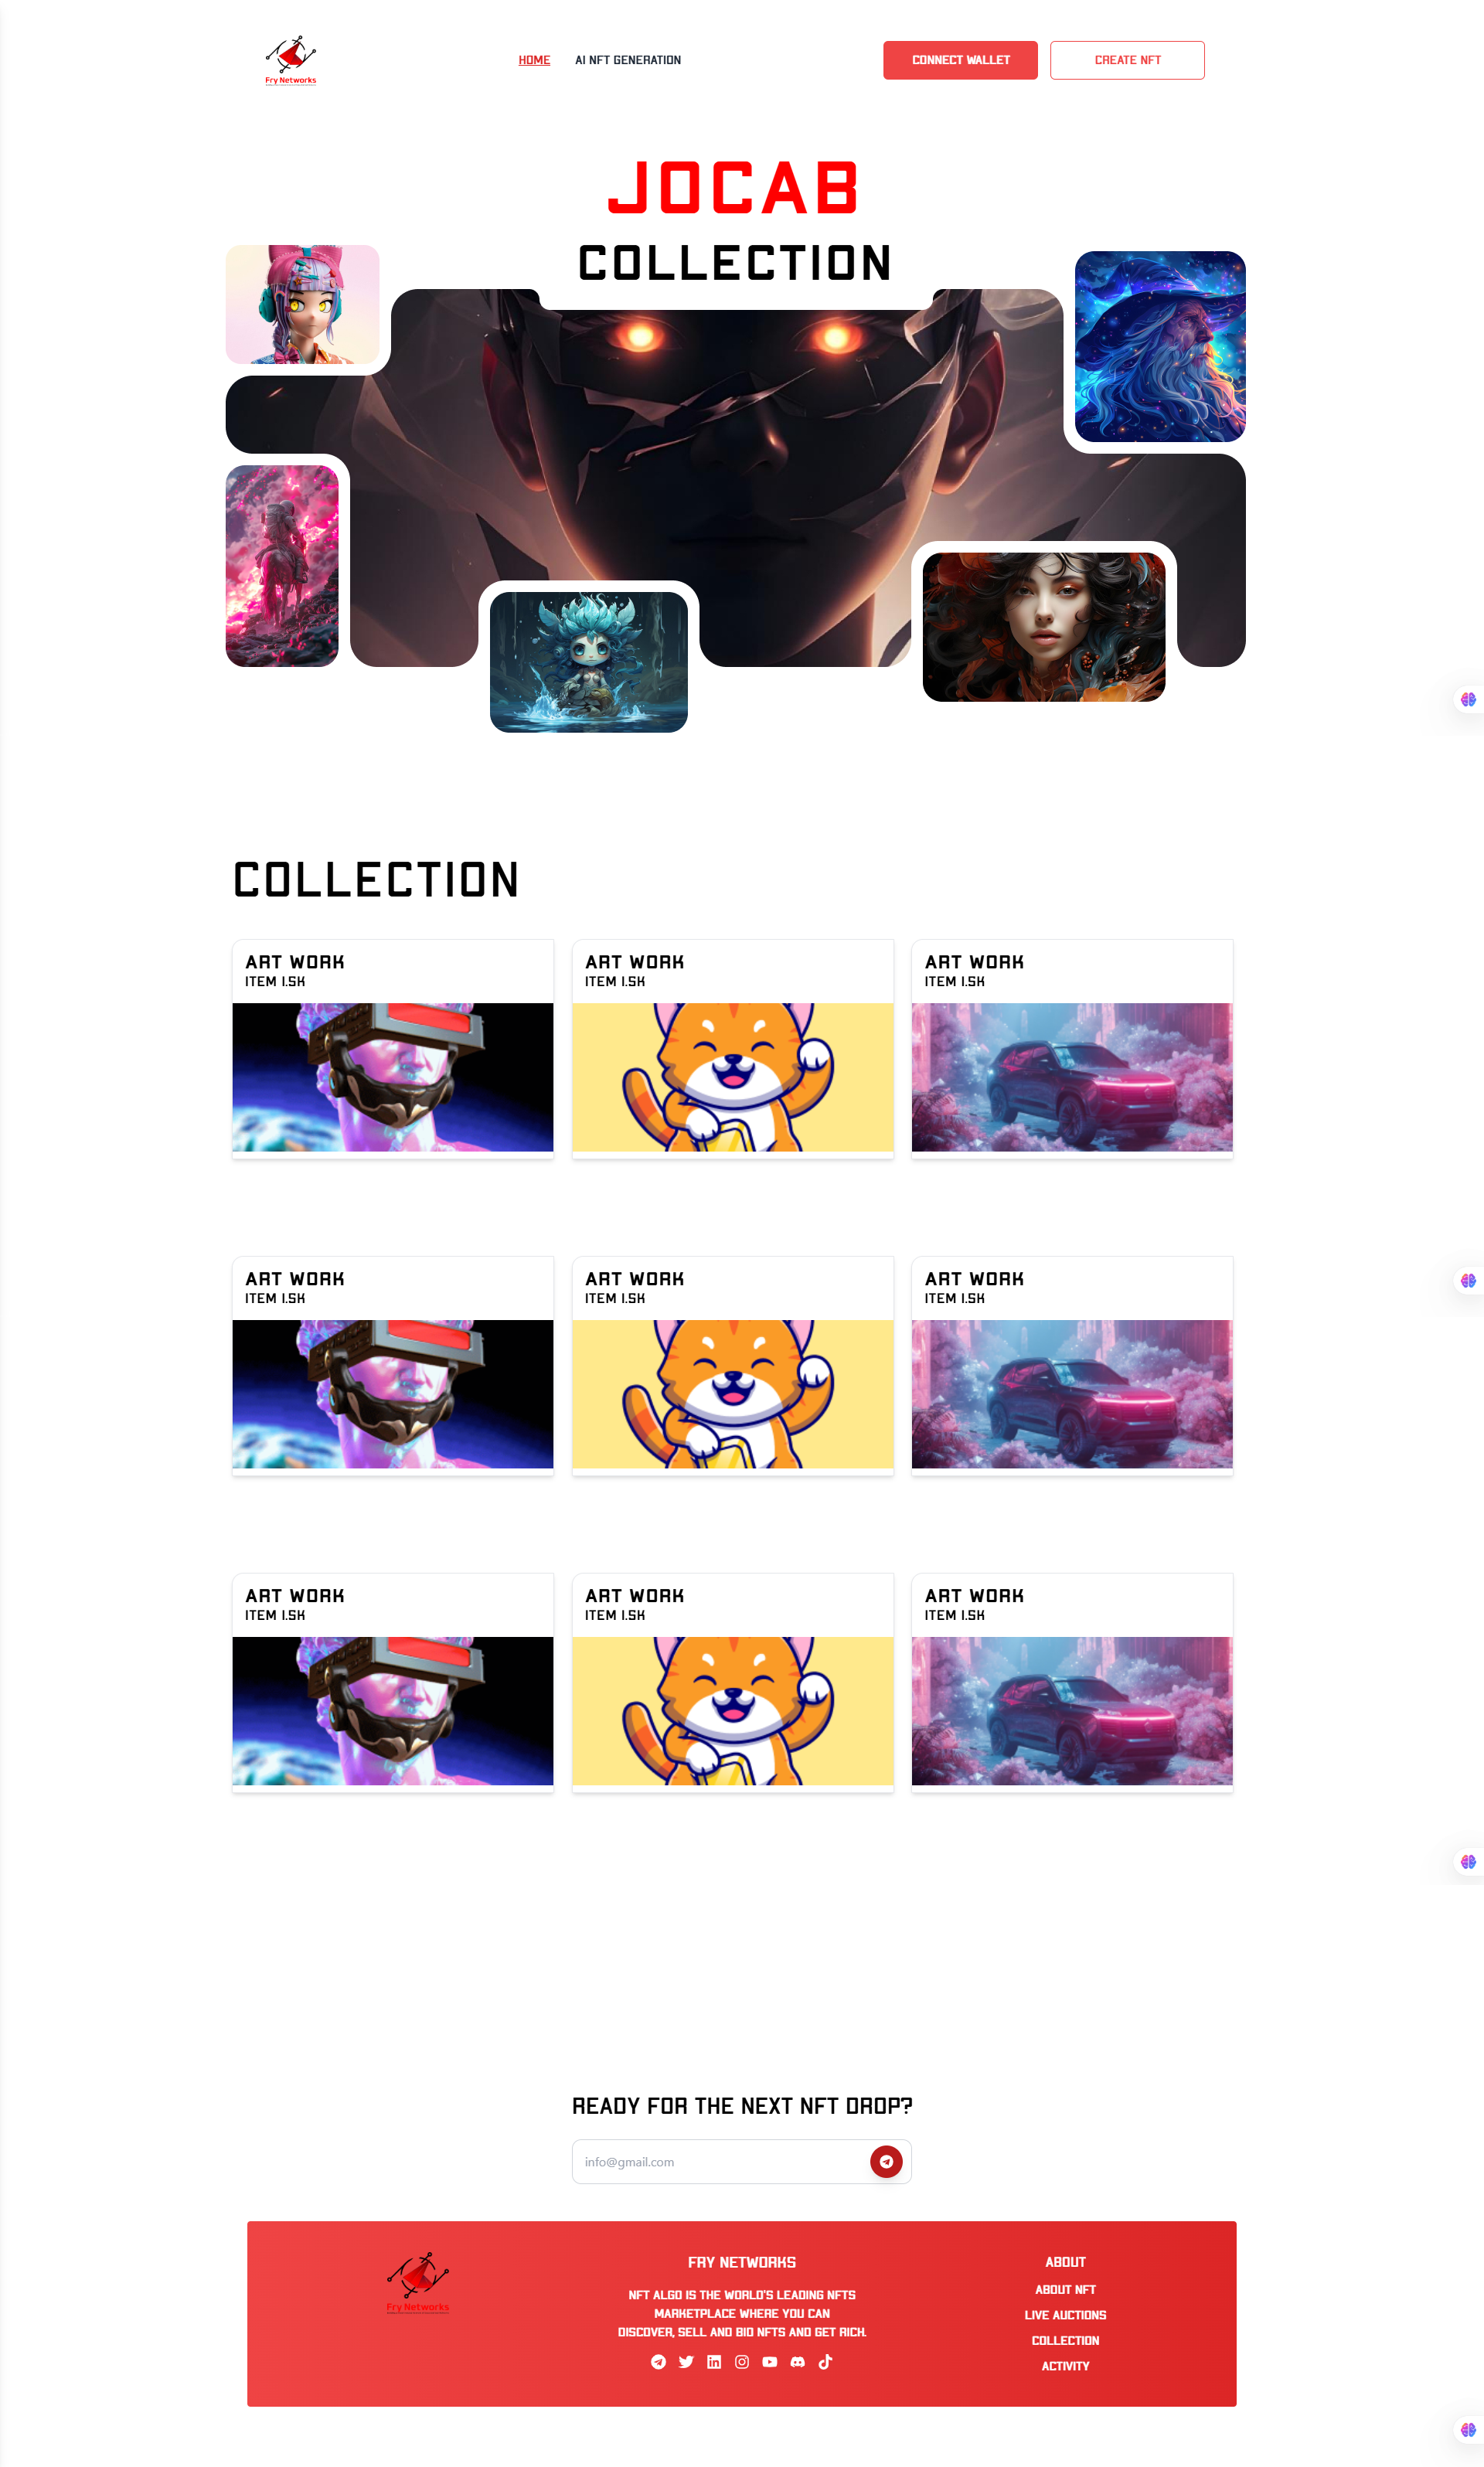 Fry Networks
HOME
AI NFT GENERATION
CONNECT WALLET
CREATE NFT
JOCAB
COLLECTION
COLLECTION
ART WORK
ITEM 1.5K
ART WORK
ITEM 1.5K
ART WORK
ITEM 1.5K
ART WORK
ITEM 1.5K
ART WORK
ITEM 1.5K
ART WORK
ITEM 1.5K
ART WORK
ITEM 1.5K
ART WORK
ITEM 1.5K
ART WORK
ITEM 1.5K
READY FOR THE NEXT NFT DROP?
info@gmail.com
Fry Networks
FRY NETWORKS
NFT ALGO IS THE WORLD'S LEADING NFTS
MARKETPLACE WHERE YOU CAN
DISCOVER, SELL AND BID NFTS AND GET RICH.
ABOUT
ABOUT NFT
LIVE AUCTIONS
COLLECTION
ACTIVITY